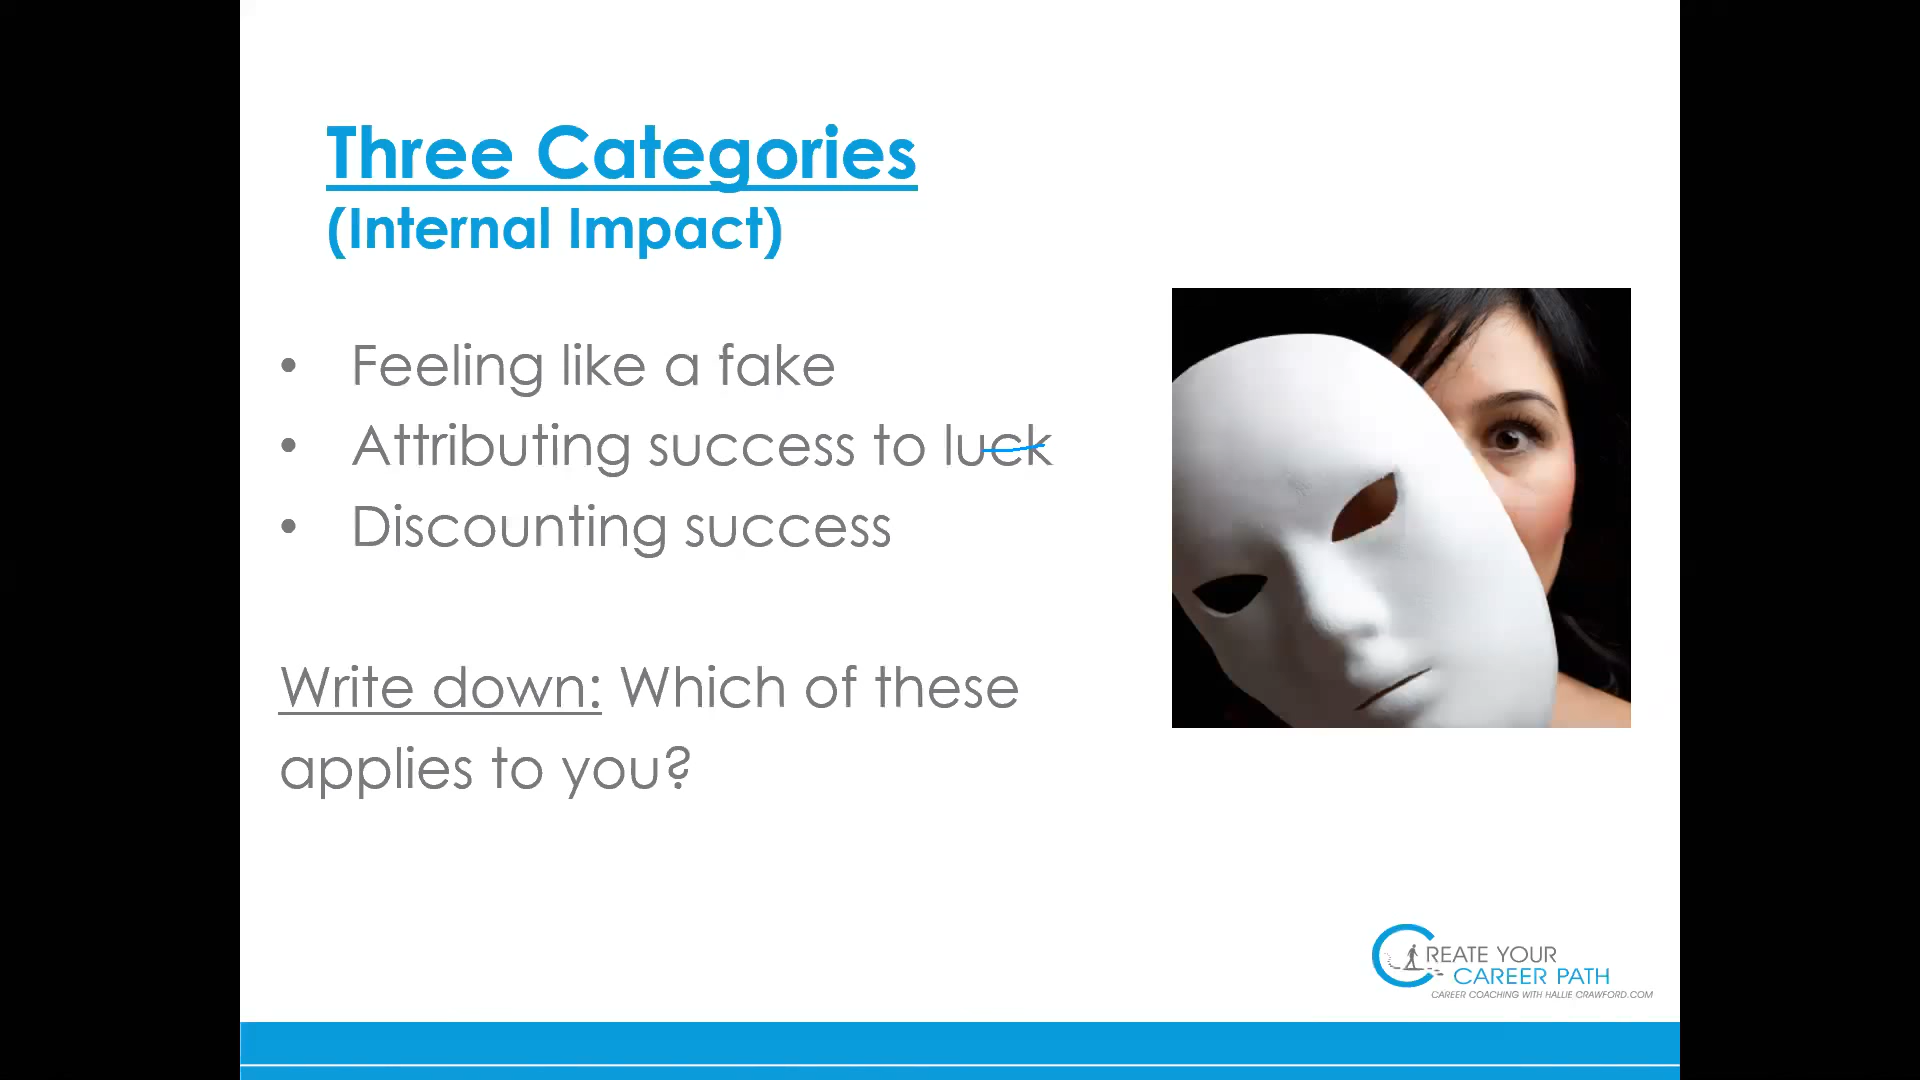 Three Categories
(Internal Impact)
• Feeling like a fake
• Attributing success to luck
• Discounting success
Write down: Which of these
applies to you?
CREATE YOUR
CAREER PATH
CAREER COACHING WITH HALLIE CRAWFORD.COM